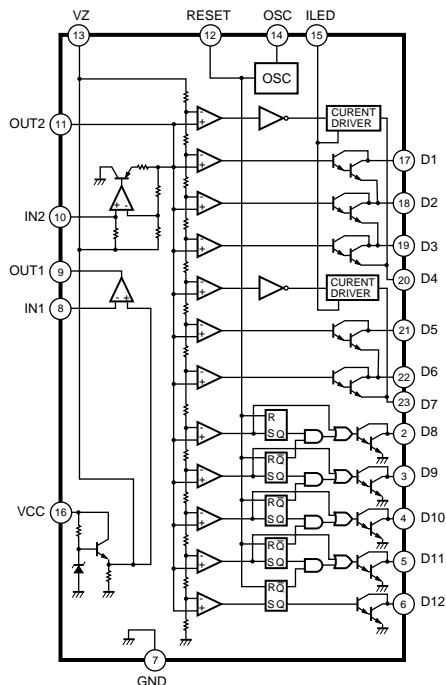 VZ RESET OSC ILED
13 12 14 15
OSC
OUT2 11
CURENT
DRIVER
- +
17 D1
- +
- +
IN2 10
18 D2
- +
19 D3
OUT1 9
- +
IN1 8
- +
CURENT
DRIVER
20 D4
- +
21 D5
- +
22 D6
23 D7
- +
R
S Q
2 D8
- +
R Q̅
S Q
3 D9
VCC 16
- +
R Q̅
S Q
4 D10
- +
R Q̅
S Q
5 D11
- +
R Q̅
S Q
6 D12
7
GND